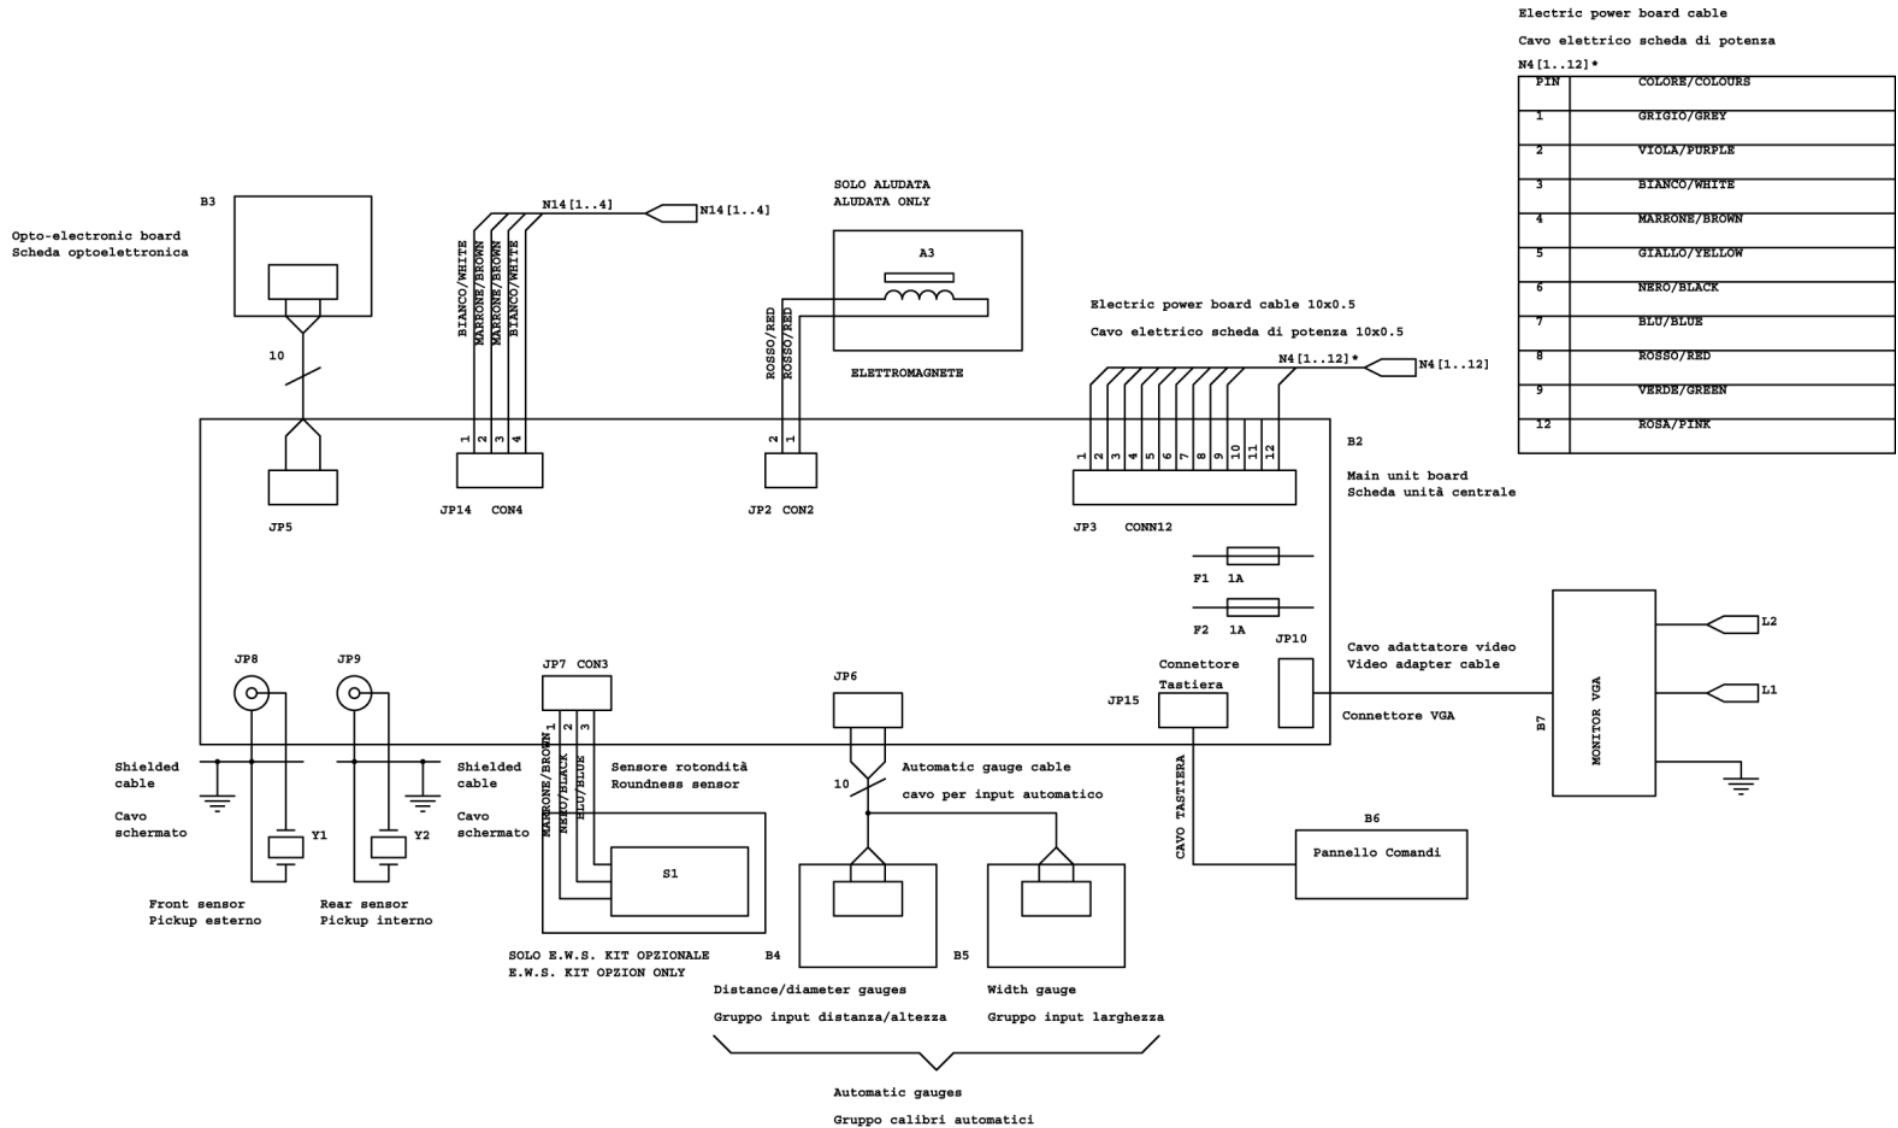 Electric power board cable
Cavo elettrico scheda di potenza
N4[1..12]*
PIN COLORE/COLOURS
1 GRIGIO/GREY
2 VIOLA/PURPLE
3 BIANCO/WHITE
4 MARRONE/BROWN
5 GIALLO/YELLOW
6 NERO/BLACK
7 BLU/BLUE
8 ROSSO/RED
9 VERDE/GREEN
12 ROSA/PINK
B3
Opto-electronic board
Scheda optoelettronica
10
JP5
N14[1..4]
N14[1..4]
BIANCO/WHITE
MARRONE/BROWN
MARRONE/BROWN
BIANCO/WHITE
1
2
3
4
JP14 CON4
SOLO ALUDATA
ALUDATA ONLY
A3
ROSSO/RED
ROSSO/RED
ELETTROMAGNETE
2
1
JP2 CON2
Electric power board cable 10x0.5
Cavo elettrico scheda di potenza 10x0.5
N4[1..12]*
N4[1..12]
1
2
3
4
5
6
7
8
9
10
11
12
JP3 CONN12
B2
Main unit board
Scheda unità centrale
F1 1A
F2 1A
JP10
Cavo adattatore video
Video adapter cable
Connettore VGA
B7
MONITOR VGA
L2
L1
Connettore
Tastiera
JP15
CAVO TASTIERA
B6
Pannello Comandi
JP8
Shielded
cable
Cavo
schermato
Y1
Front sensor
Pickup esterno
JP9
Shielded
cable
Cavo
schermato
Y2
Rear sensor
Pickup interno
JP7 CON3
1
2
3
MARRONE/BROWN
NERO/BLACK
BLU/BLUE
Sensore rotondità
Roundness sensor
S1
SOLO E.W.S. KIT OPZIONALE
E.W.S. KIT OPZION ONLY
JP6
10
Automatic gauge cable
cavo per input automatico
B4
Distance/diameter gauges
Gruppo input distanza/altezza
B5
Width gauge
Gruppo input larghezza
Automatic gauges
Gruppo calibri automatici